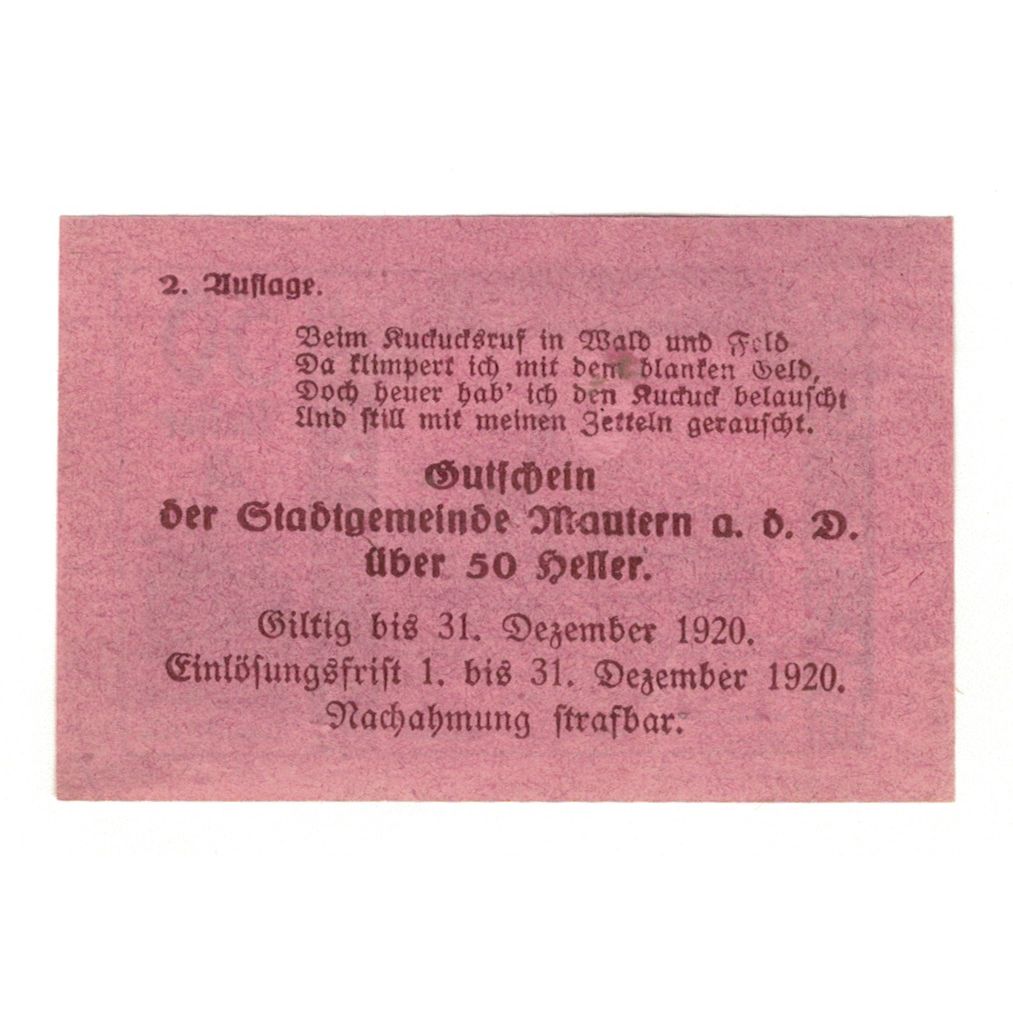 2. Auflage.
Beim Kuckucksruf in Wald und Feld
Da klimpert ich mit dem blanken Geld,
Doch heuer hab' ich den Kuckuck belauscht
Und still mit meinen Zetteln gerauscht.
Gutschein
der Stadtgemeinde Mautern a. d. D.
über 50 Heller.
Giltig bis 31. Dezember 1920.
Einlösungsfrist 1. bis 31. Dezember 1920.
Nachahmung strafbar.